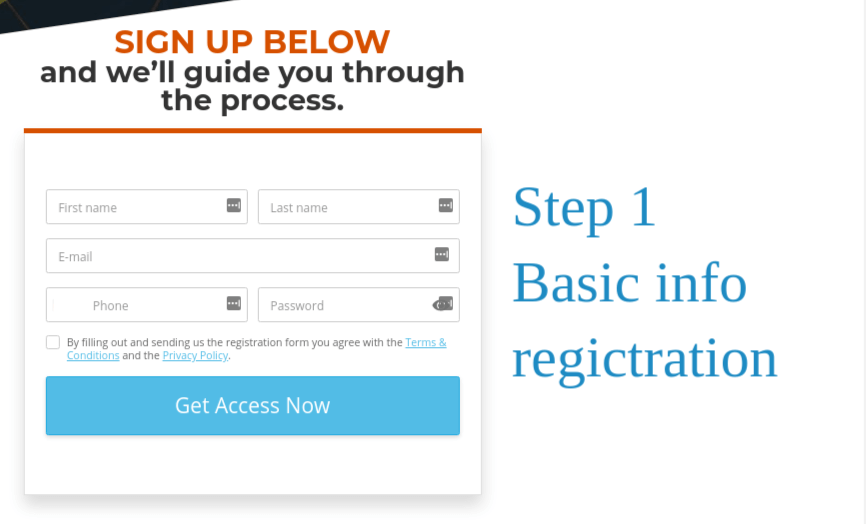 SIGN UP BELOW
and we’ll guide you through
the process.
First name
Last name
E-mail
Phone
Password
By filling out and sending us the registration form you agree with the Terms &
Conditions and the Privacy Policy.
Get Access Now
Step 1
Basic info
regictration